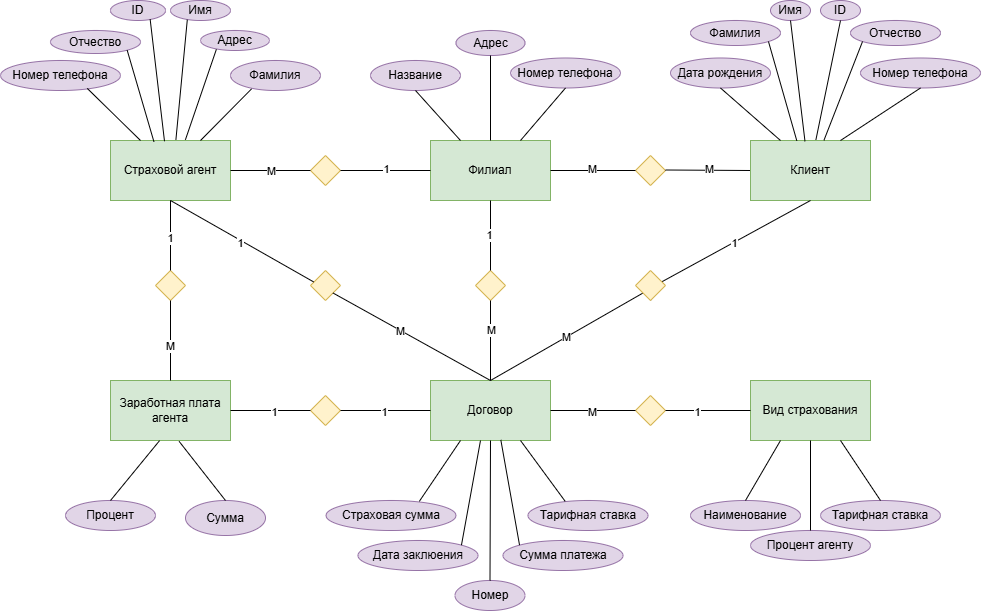 ID
Имя
Отчество
Адрес
Номер телефона
Фамилия
Адрес
Название
Номер телефона
Имя
ID
Фамилия
Отчество
Дата рождения
Номер телефона
Страховой агент
М
1
Филиал
М
М
Клиент
1
1
1
1
М
М
М
М
Заработная плата
агента
1
1
Договор
М
1
Вид страхования
Процент
Сумма
Страховая сумма
Тарифная ставка
Дата заклюения
Сумма платежа
Номер
Наименование
Тарифная ставка
Процент агенту